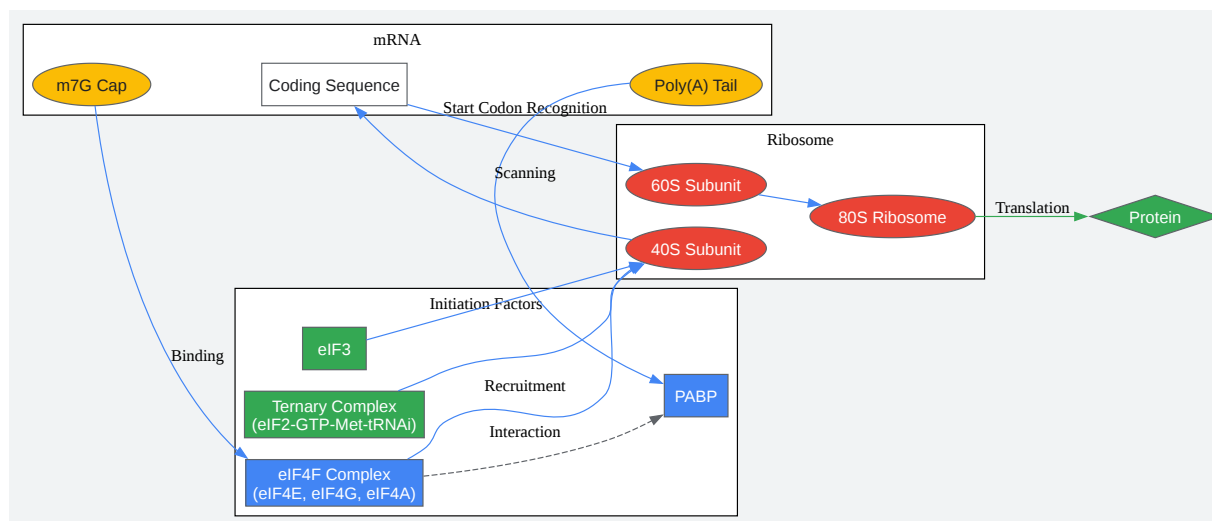 mRNA
m7G Cap
Coding Sequence
Poly(A) Tail
Start Codon Recognition
Ribosome
Scanning
60S Subunit
80S Ribosome
Translation
Protein
40S Subunit
Initiation Factors
eIF3
Binding
Recruitment
PABP
Ternary Complex
(eIF2-GTP-Met-tRNAi)
Interaction
eIF4F Complex
(eIF4E, eIF4G, eIF4A)